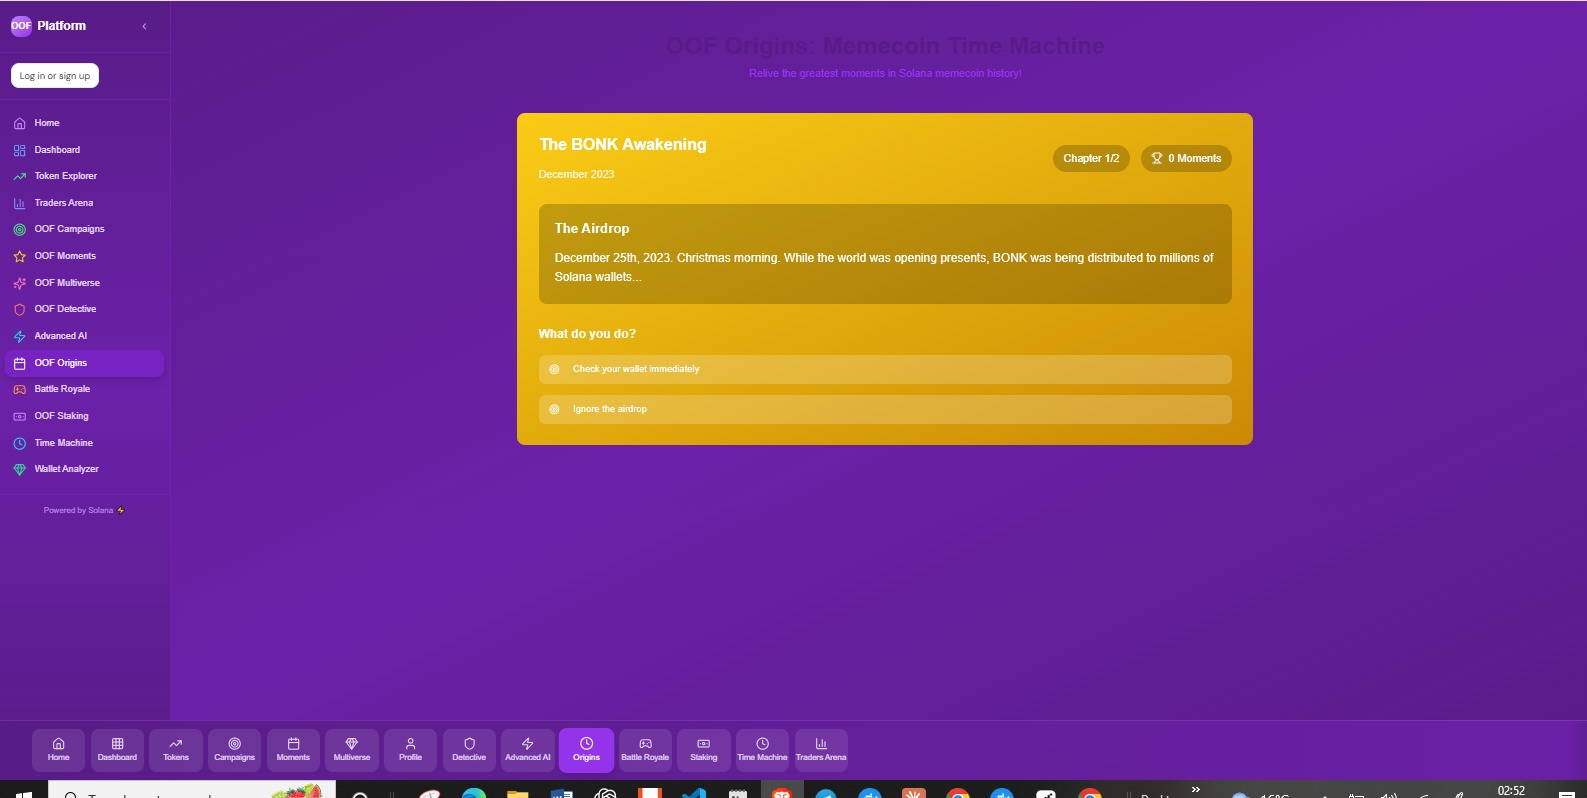 OOF Platform
Log in or sign up
Home
Dashboard
Token Explorer
Traders Arena
OOF Campaigns
OOF Moments
OOF Multiverse
OOF Detective
Advanced AI
OOF Origins
Battle Royale
OOF Staking
Time Machine
Wallet Analyzer
Powered by Solana
OOF Origins: Memecoin Time Machine
Relive the greatest moments in Solana memecoin history!
The BONK Awakening
December 2023
Chapter 1/2
0 Moments
The Airdrop
December 25th, 2023. Christmas morning. While the world was opening presents, BONK was being distributed to millions of
Solana wallets...
What do you do?
Check your wallet immediately
Ignore the airdrop
Home Dashboard Tokens Campaigns Moments Multiverse Profile Detective Advanced AI Origins Battle Royale Staking Time Machine Traders Arena
02:52